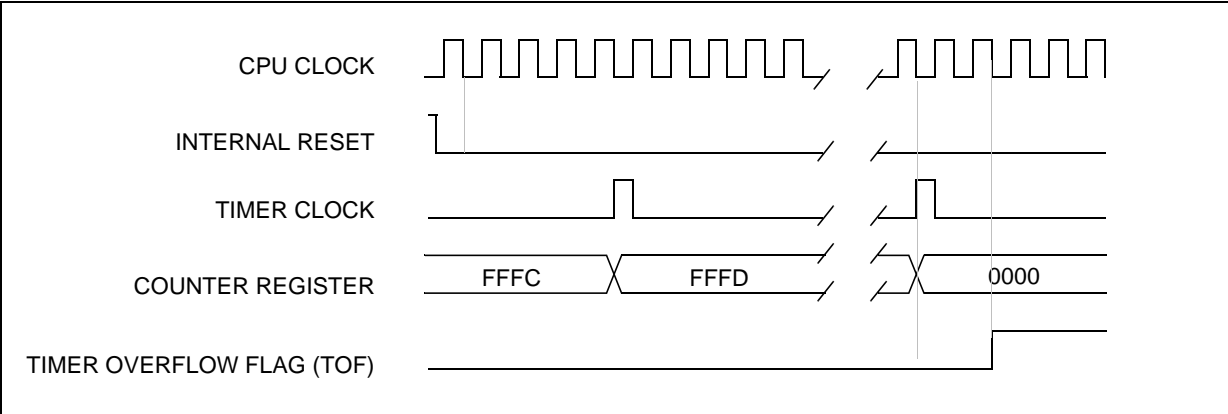 CPU CLOCK
INTERNAL RESET
TIMER CLOCK
COUNTER REGISTER
FFFC
FFFD
0000
TIMER OVERFLOW FLAG (TOF)